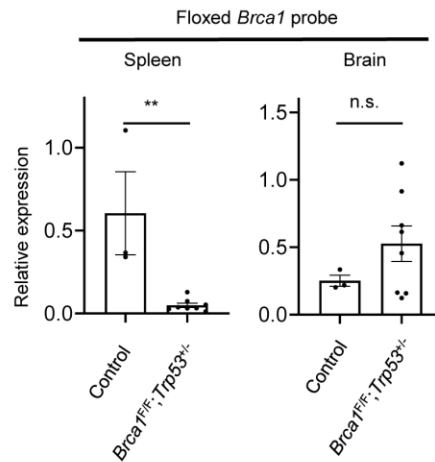 Floxed Brca1 probe
Spleen
Brain
Relative expression
1.0
0.5
0.0
**
Control
Brca1F/F;Trp53+/-
1.5
1.0
0.5
0.0
n.s.
Control
Brca1F/F;Trp53+/-